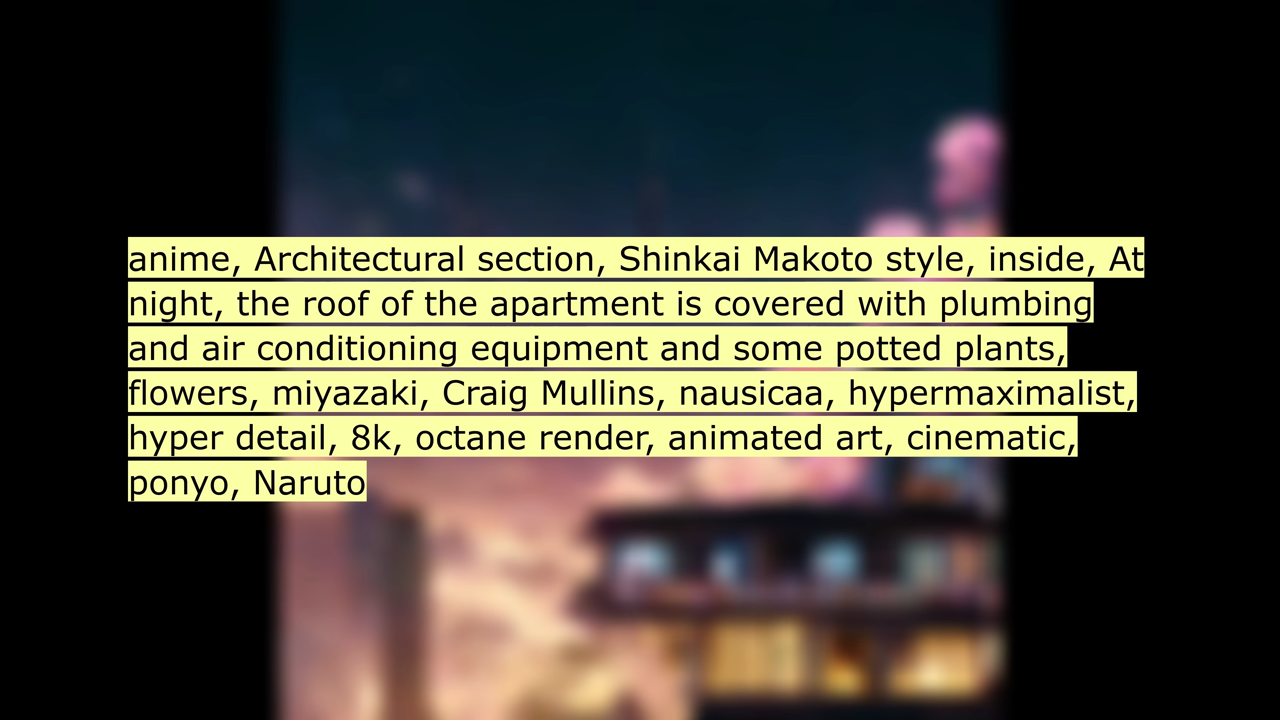 anime, Architectural section, Shinkai Makoto style, inside, At
night, the roof of the apartment is covered with plumbing
and air conditioning equipment and some potted plants,
flowers, miyazaki, Craig Mullins, nausicaa, hypermaximalist,
hyper detail, 8k, octane render, animated art, cinematic,
ponyo, Naruto